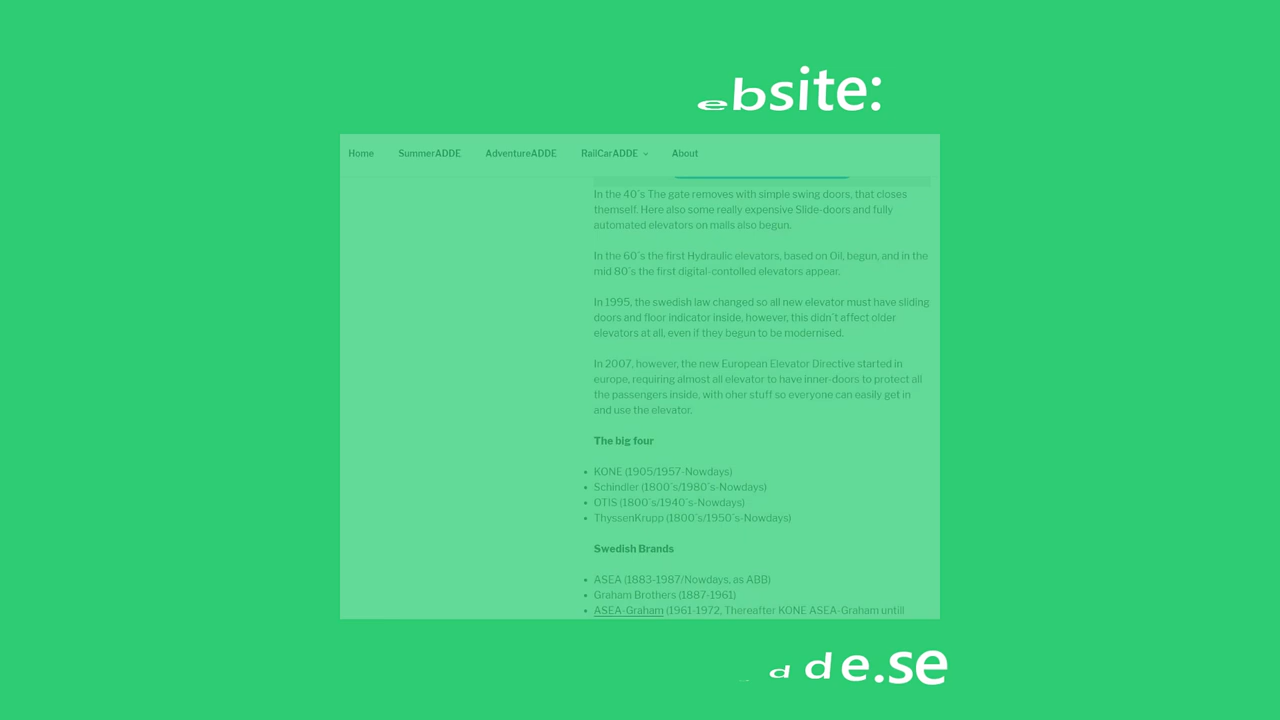 ebsite:
Home SummerADDE AdventureADDE RailCarADDE About
In the 40´s The gate removes with simple swing doors, that closes
themself. Here also some really expensive Slide-doors and fully
automated elevators on malls also begun.
In the 60´s the first Hydraulic elevators, based on Oil, begun, and in the
mid 80´s the first digital-contolled elevators appear.
In 1995, the swedish law changed so all new elevator must have sliding
doors and floor indicator inside, however, this didn´t affect older
elevators at all, even if they begun to be modernised.
In 2007, however, the new European Elevator Directive started in
europe, requiring almost all elevator to have inner-doors to protect all
the passengers inside, with oher stuff so everyone can easily get in
and use the elevator.
The big four
• KONE (1905/1957-Nowdays)
• Schindler (1800´s/1980´s-Nowdays)
• OTIS (1800´s/1940´s-Nowdays)
• ThyssenKrupp (1800´s/1950´s-Nowdays)
Swedish Brands
• ASEA (1883-1987/Nowdays, as ABB)
• Graham Brothers (1887-1961)
• ASEA-Graham (1961-1972, Thereafter KONE ASEA-Graham untill
dde.se